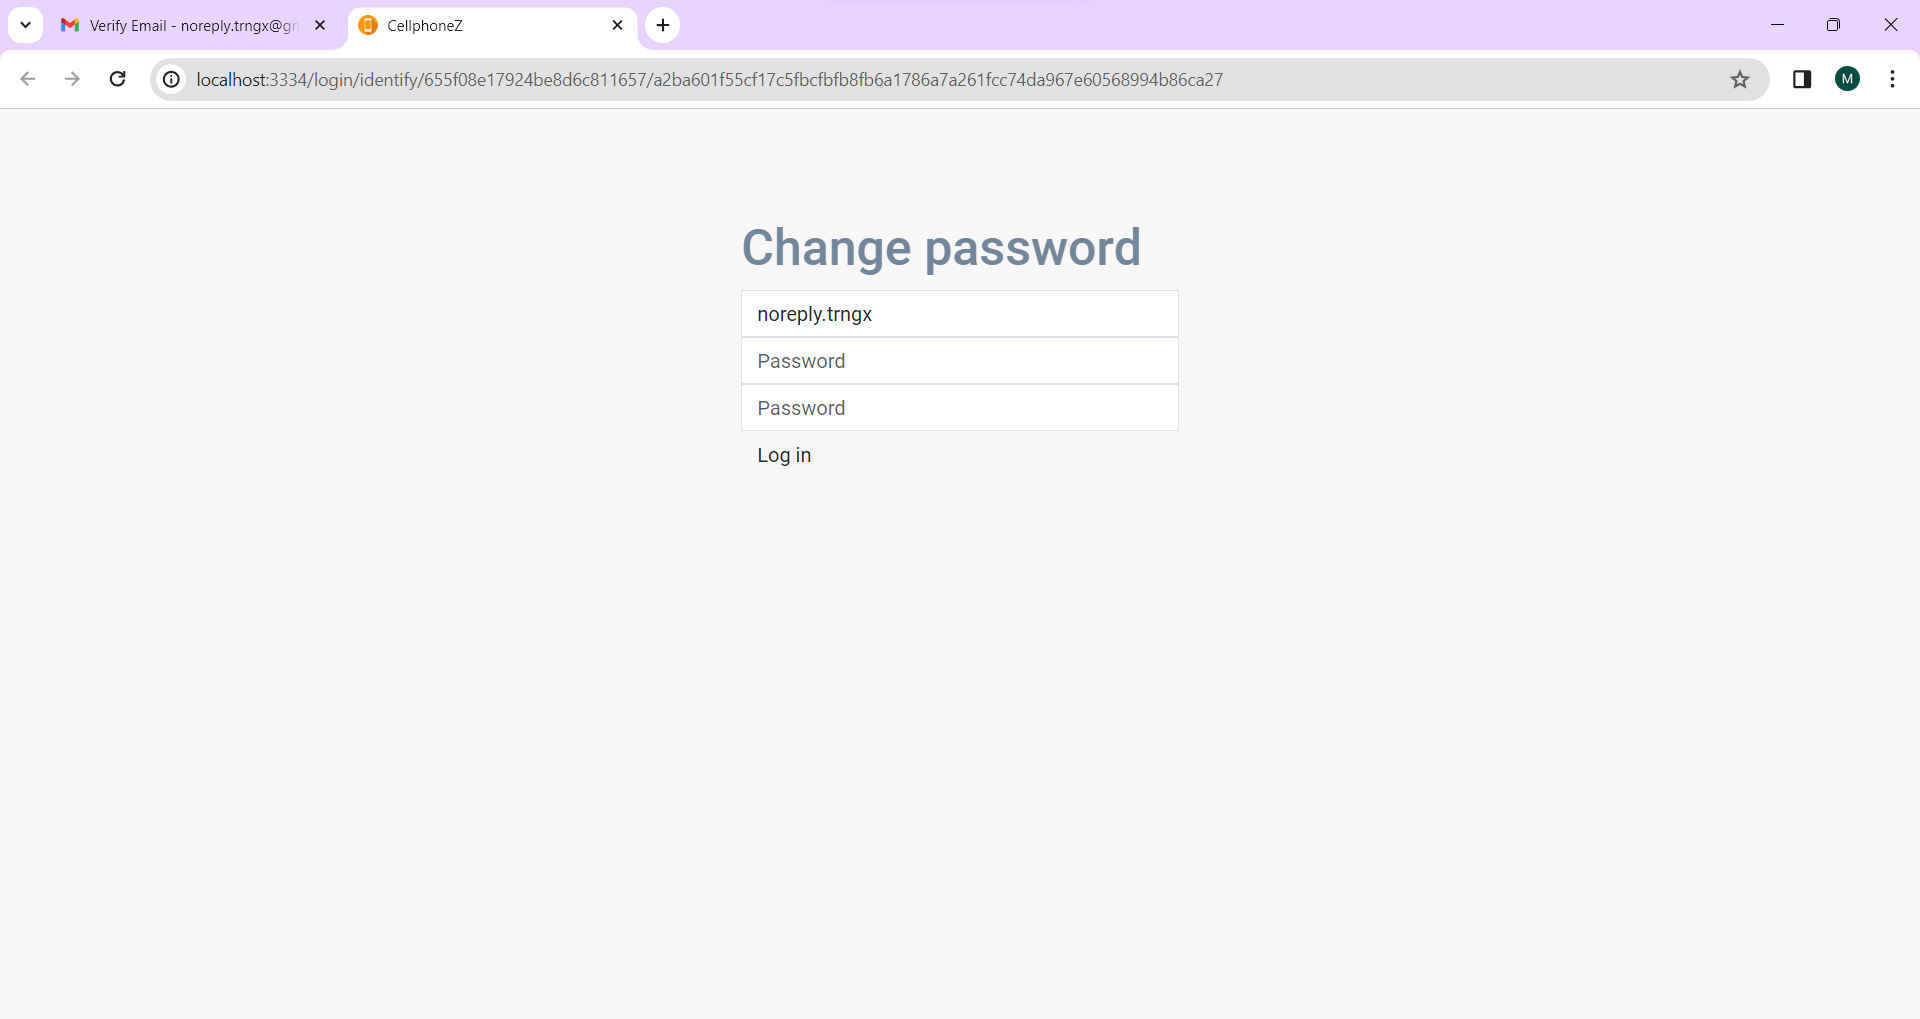 Verify Email - noreply.trngx@gm
CellphoneZ
localhost:3334/login/identify/655f08e17924be8d6c811657/a2ba601f55cf17c5fbcfbfb8fb6a1786a7a261fcc74da967e60568994b86ca27
M
Change password
noreply.trngx
Password
Password
Log in